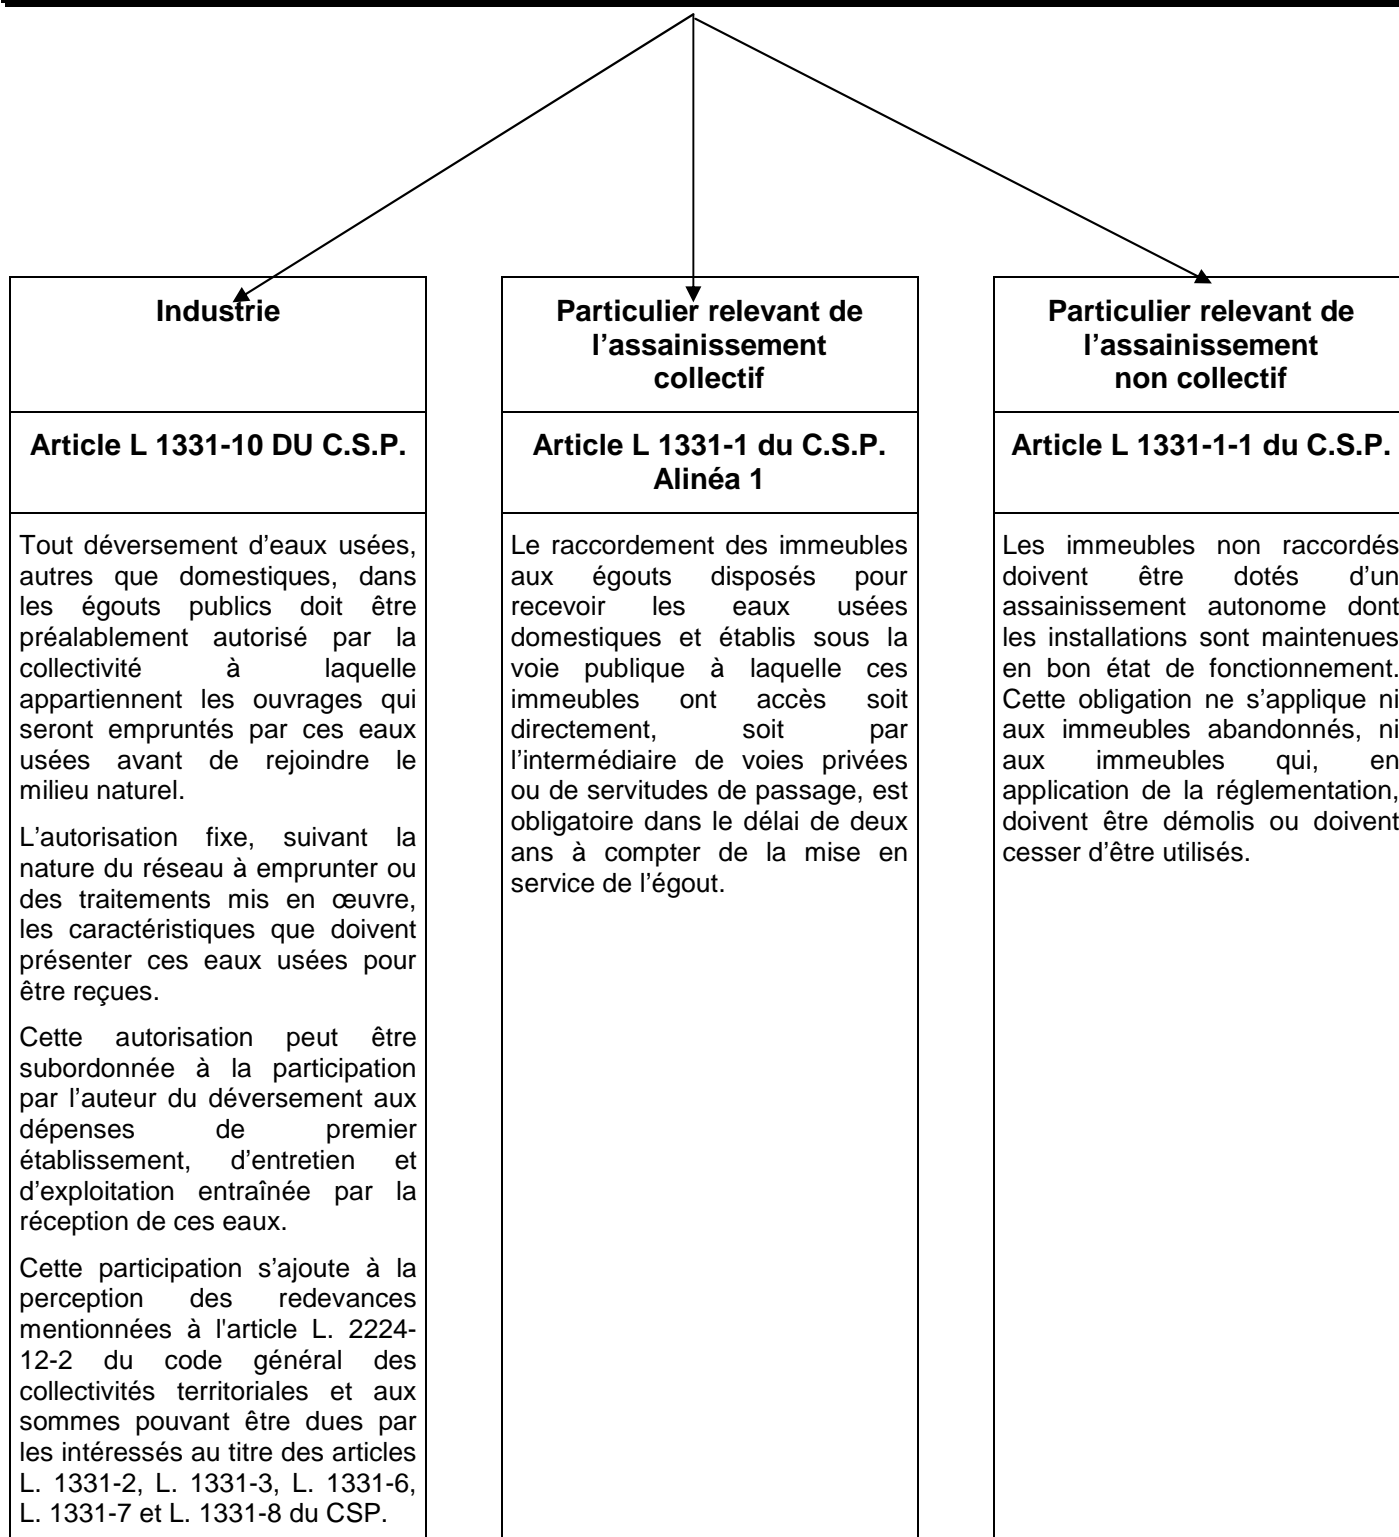 Industrie
Article L 1331-10 DU C.S.P.
Tout déversement d’eaux usées,
autres que domestiques, dans
les égouts publics doit être
préalablement autorisé par la
collectivité à laquelle
appartiennent les ouvrages qui
seront empruntés par ces eaux
usées avant de rejoindre le
milieu naturel.
L’autorisation fixe, suivant la
nature du réseau à emprunter ou
des traitements mis en œuvre,
les caractéristiques que doivent
présenter ces eaux usées pour
être reçues.
Cette autorisation peut être
subordonnée à la participation
par l’auteur du déversement aux
dépenses de premier
établissement, d’entretien et
d’exploitation entraînée par la
réception de ces eaux.
Cette participation s’ajoute à la
perception des redevances
mentionnées à l'article L. 2224-
12-2 du code général des
collectivités territoriales et aux
sommes pouvant être dues par
les intéressés au titre des articles
L. 1331-2, L. 1331-3, L. 1331-6,
L. 1331-7 et L. 1331-8 du CSP.
Particulier relevant de
l’assainissement
collectif
Article L 1331-1 du C.S.P.
Alinéa 1
Le raccordement des immeubles
aux égouts disposés pour
recevoir les eaux usées
domestiques et établis sous la
voie publique à laquelle ces
immeubles ont accès soit
directement, soit par
l’intermédiaire de voies privées
ou de servitudes de passage, est
obligatoire dans le délai de deux
ans à compter de la mise en
service de l’égout.
Particulier relevant de
l’assainissement
non collectif
Article L 1331-1-1 du C.S.P.
Les immeubles non raccordés
doivent être dotés d’un
assainissement autonome dont
les installations sont maintenues
en bon état de fonctionnement.
Cette obligation ne s’applique ni
aux immeubles abandonnés, ni
aux immeubles qui, en
application de la réglementation,
doivent être démolis ou doivent
cesser d’être utilisés.